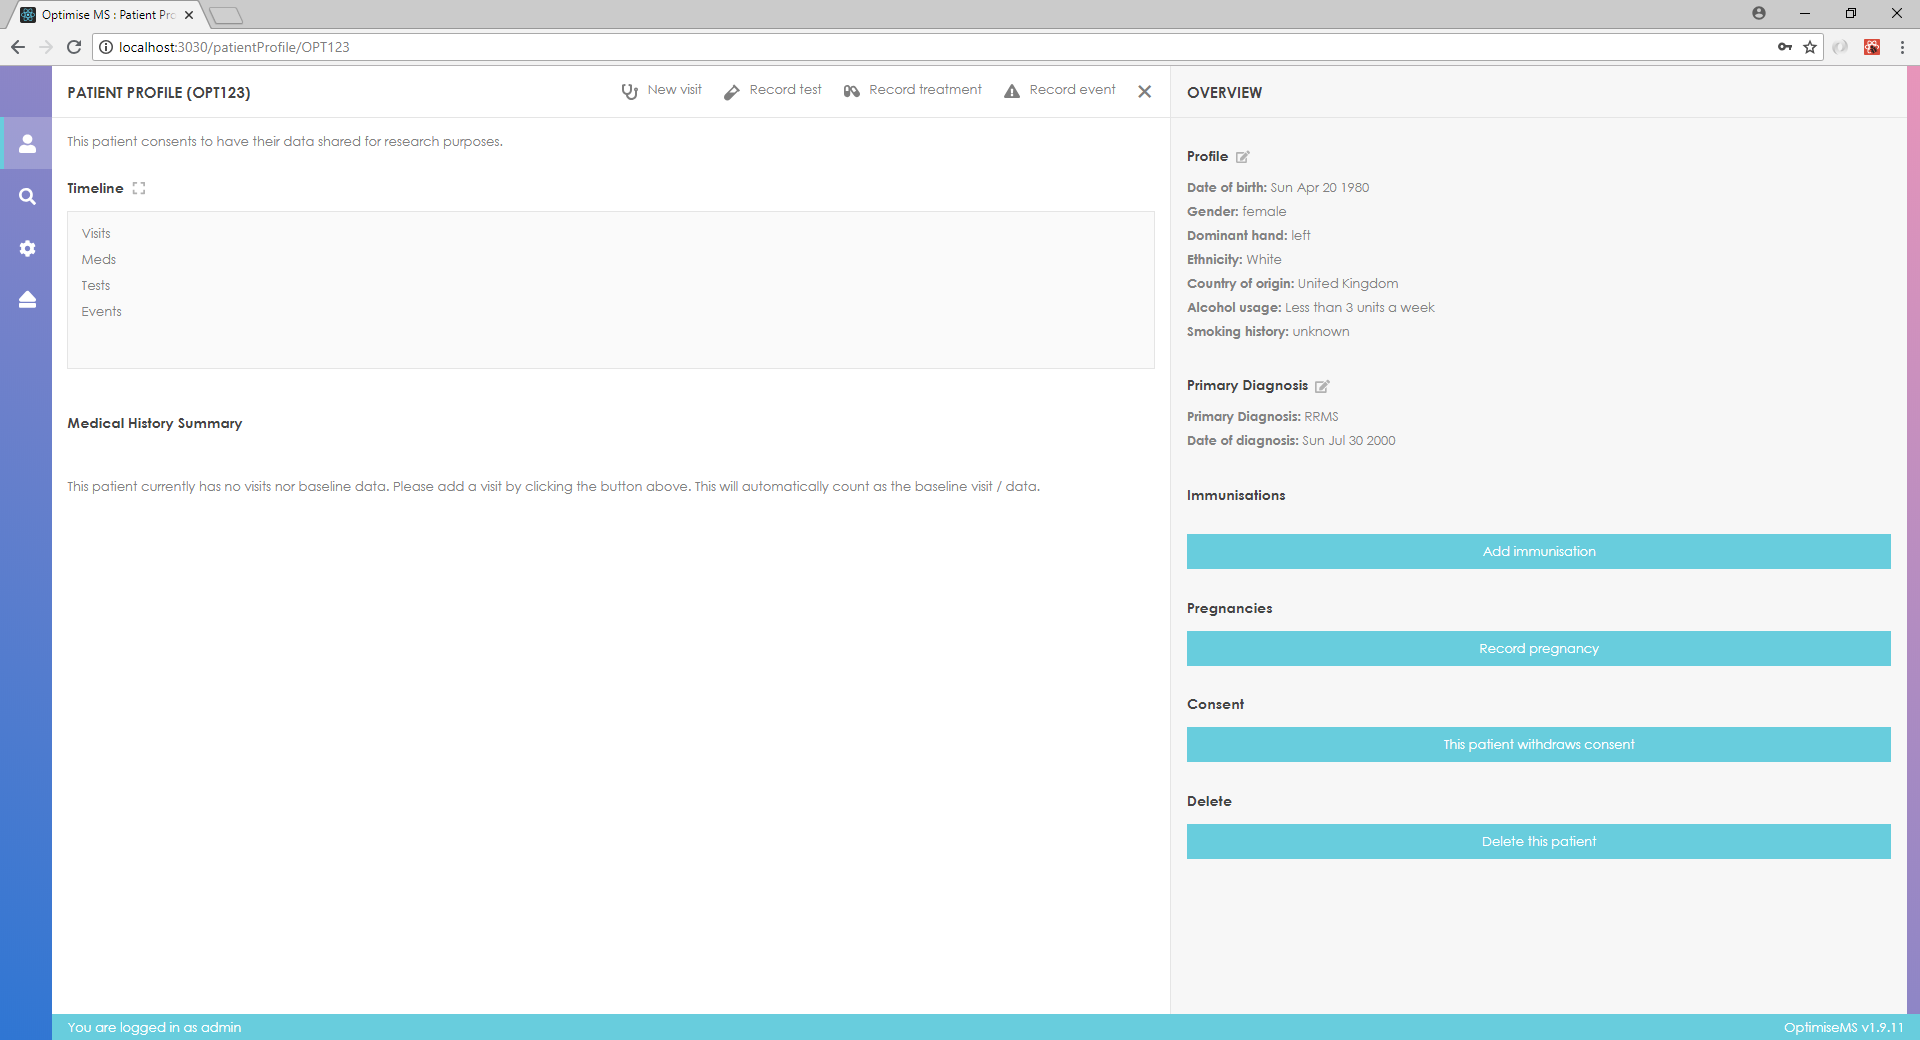 Optimise MS : Patient Pro
localhost:3030/patientProfile/OPT123
PATIENT PROFILE (OPT123)
New visit
Record test
Record treatment
Record event
This patient consents to have their data shared for research purposes.
Timeline
Visits
Meds
Tests
Events
Medical History Summary
This patient currently has no visits nor baseline data. Please add a visit by clicking the button above. This will automatically count as the baseline visit / data.
OVERVIEW
Profile
Date of birth: Sun Apr 20 1980
Gender: female
Dominant hand: left
Ethnicity: White
Country of origin: United Kingdom
Alcohol usage: Less than 3 units a week
Smoking history: unknown
Primary Diagnosis
Primary Diagnosis: RRMS
Date of diagnosis: Sun Jul 30 2000
Immunisations
Add immunisation
Pregnancies
Record pregnancy
Consent
This patient withdraws consent
Delete
Delete this patient
You are logged in as admin
OptimiseMS v1.9.11